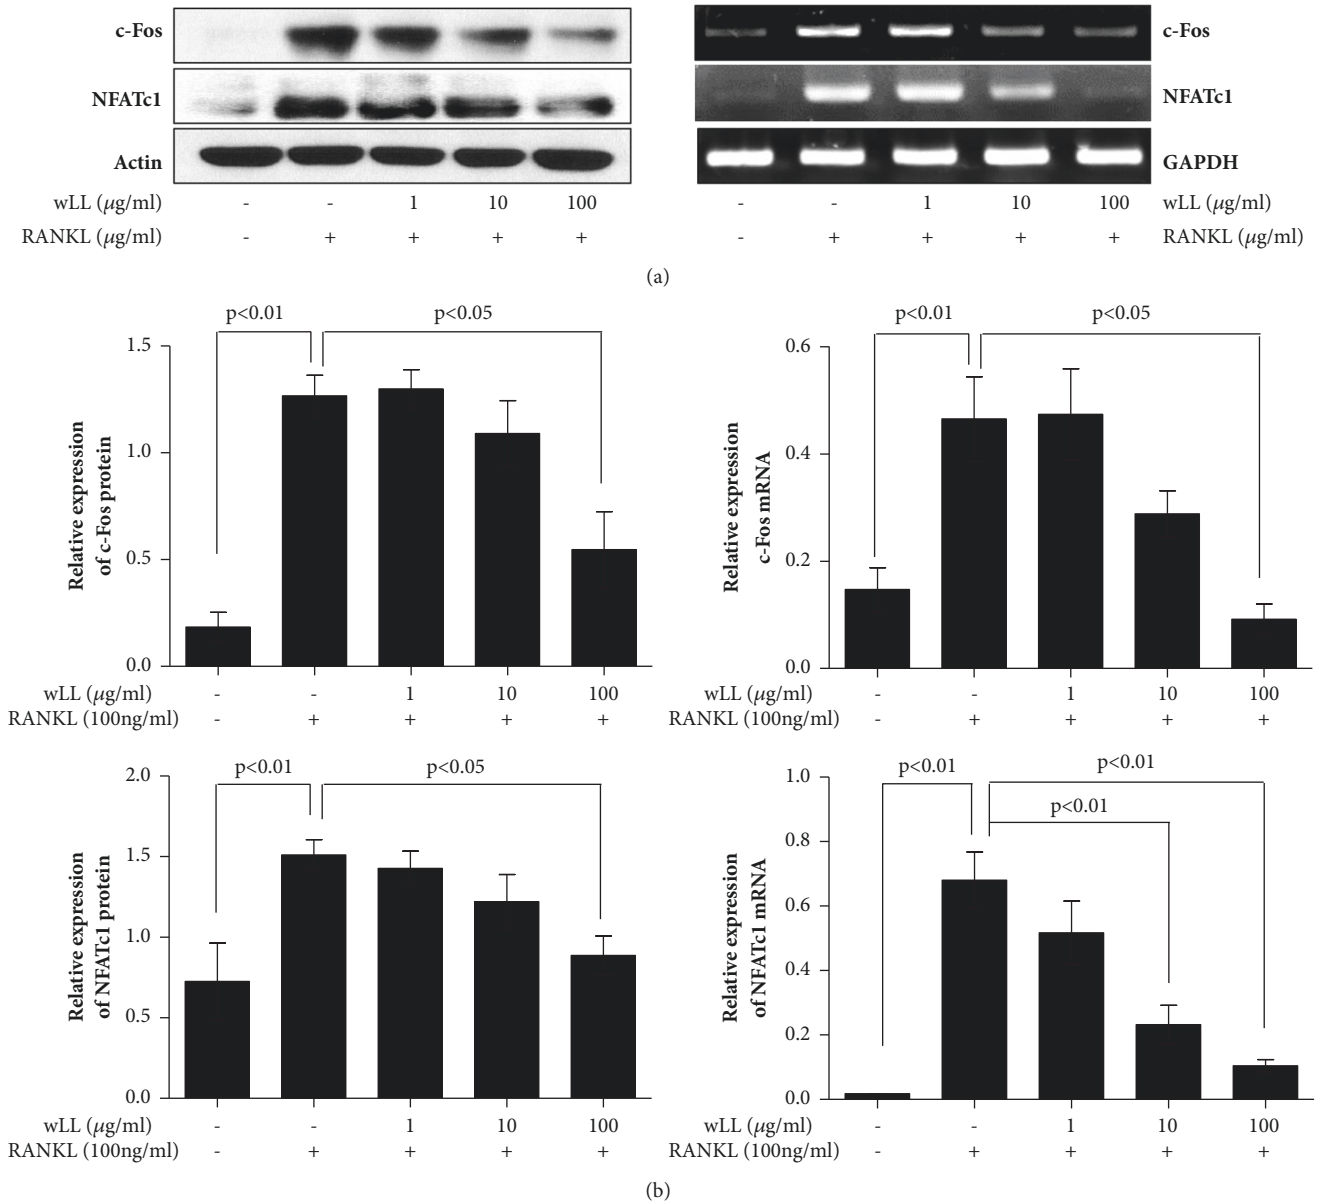 c-Fos
NFATc1
Actin
wLL (μg/ml) - - 1 10 100
RANKL (μg/ml) - + + + +
c-Fos
NFATc1
GAPDH
- - 1 10 100 wLL (μg/ml)
- + + + + RANKL (μg/ml)
(a)
p<0.01 p<0.05
Relative expression
of c-Fos protein
1.5
1.0
0.5
0.0
wLL (μg/ml) - - 1 10 100
RANKL (100ng/ml) - + + + +
p<0.01 p<0.05
Relative expression
c-Fos mRNA
0.6
0.4
0.2
0.0
wLL (μg/ml) - - 1 10 100
RANKL (100ng/ml) - + + + +
p<0.01 p<0.05
Relative expression
of NFATc1 protein
2.0
1.5
1.0
0.5
0.0
wLL (μg/ml) - - 1 10 100
RANKL (100ng/ml) - + + + +
p<0.01 p<0.01
p<0.01
Relative expression
of NFATc1 mRNA
1.0
0.8
0.6
0.4
0.2
0.0
wLL (μg/ml) - - 1 10 100
RANKL (100ng/ml) - + + + +
(b)